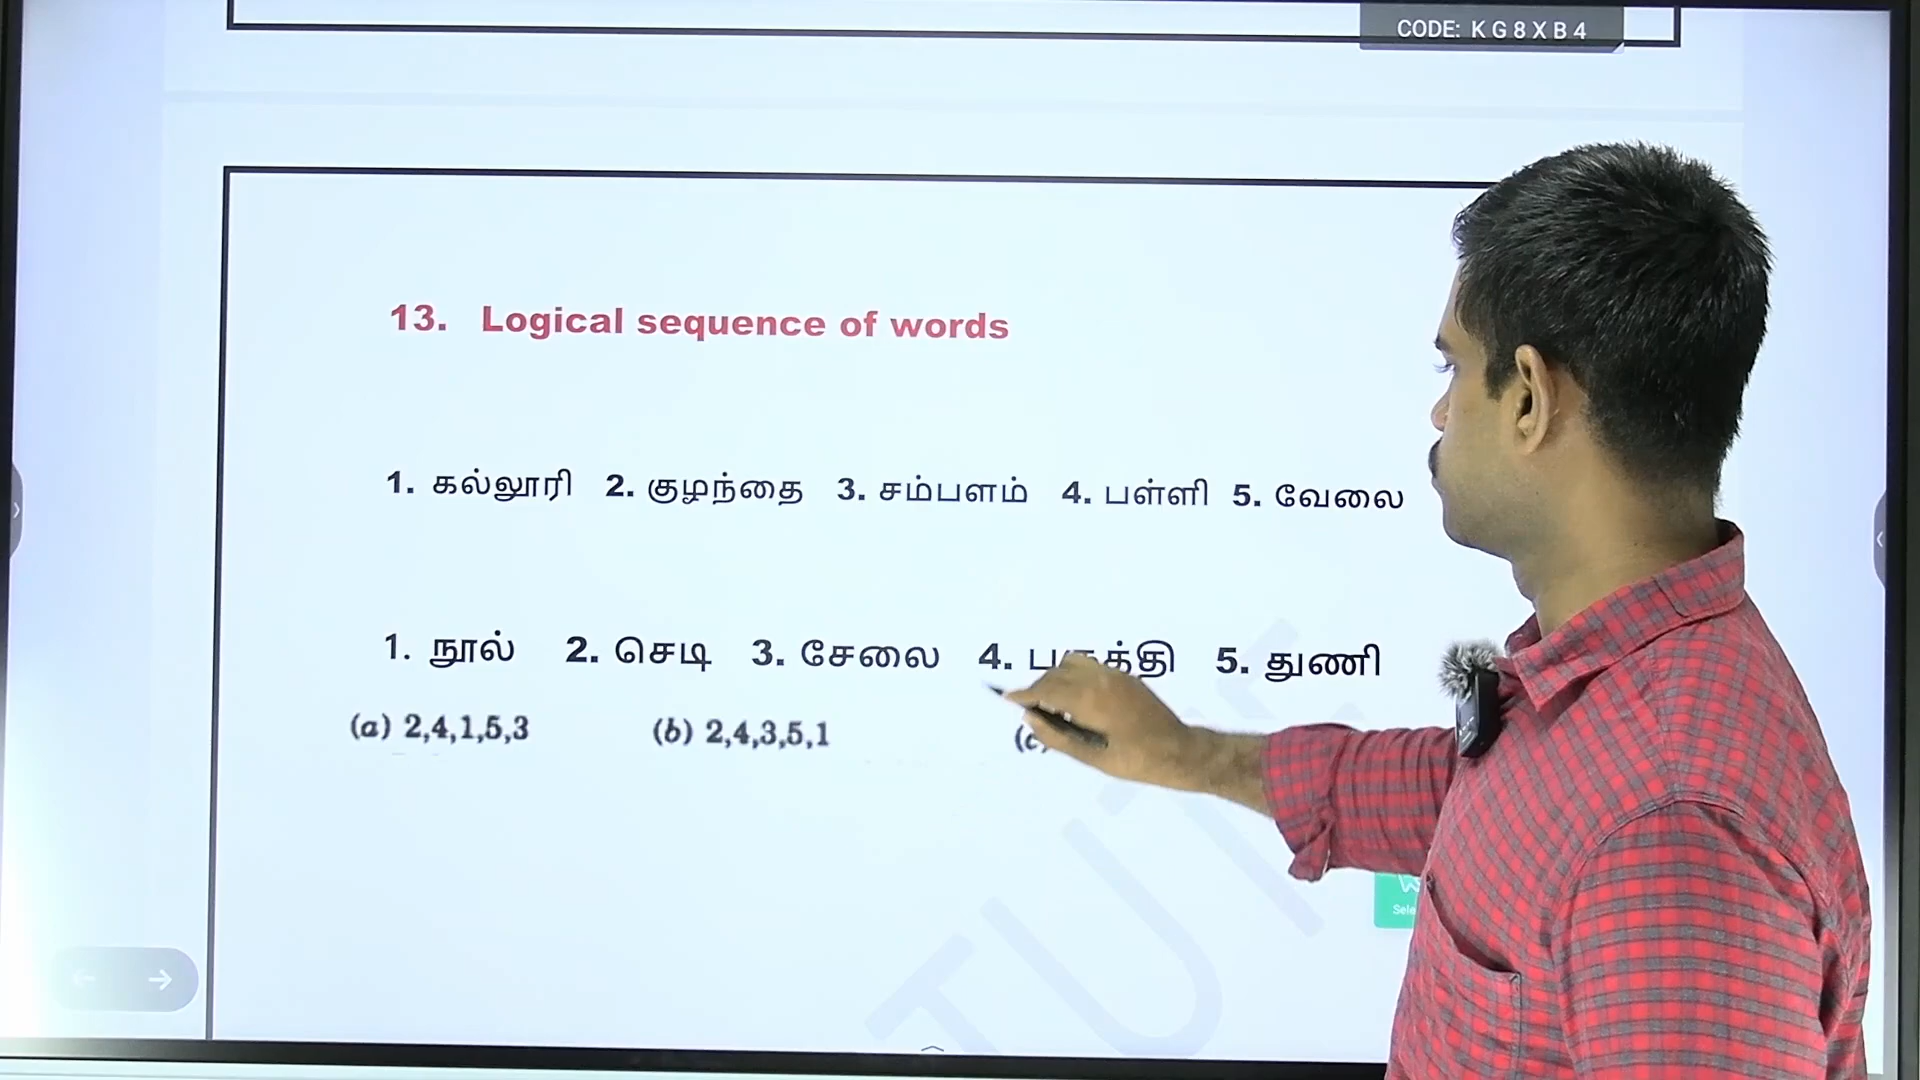 CODE: K G 8 X B 4
13. Logical sequence of words
1. கல்லூரி 2. குழந்தை 3. சம்பளம் 4. பள்ளி 5. வேலை
1. நூல் 2. செடி 3. சேலை 4. 5. துணி
(a) 2,4,1,5,3 (b) 2,4,3,5,1